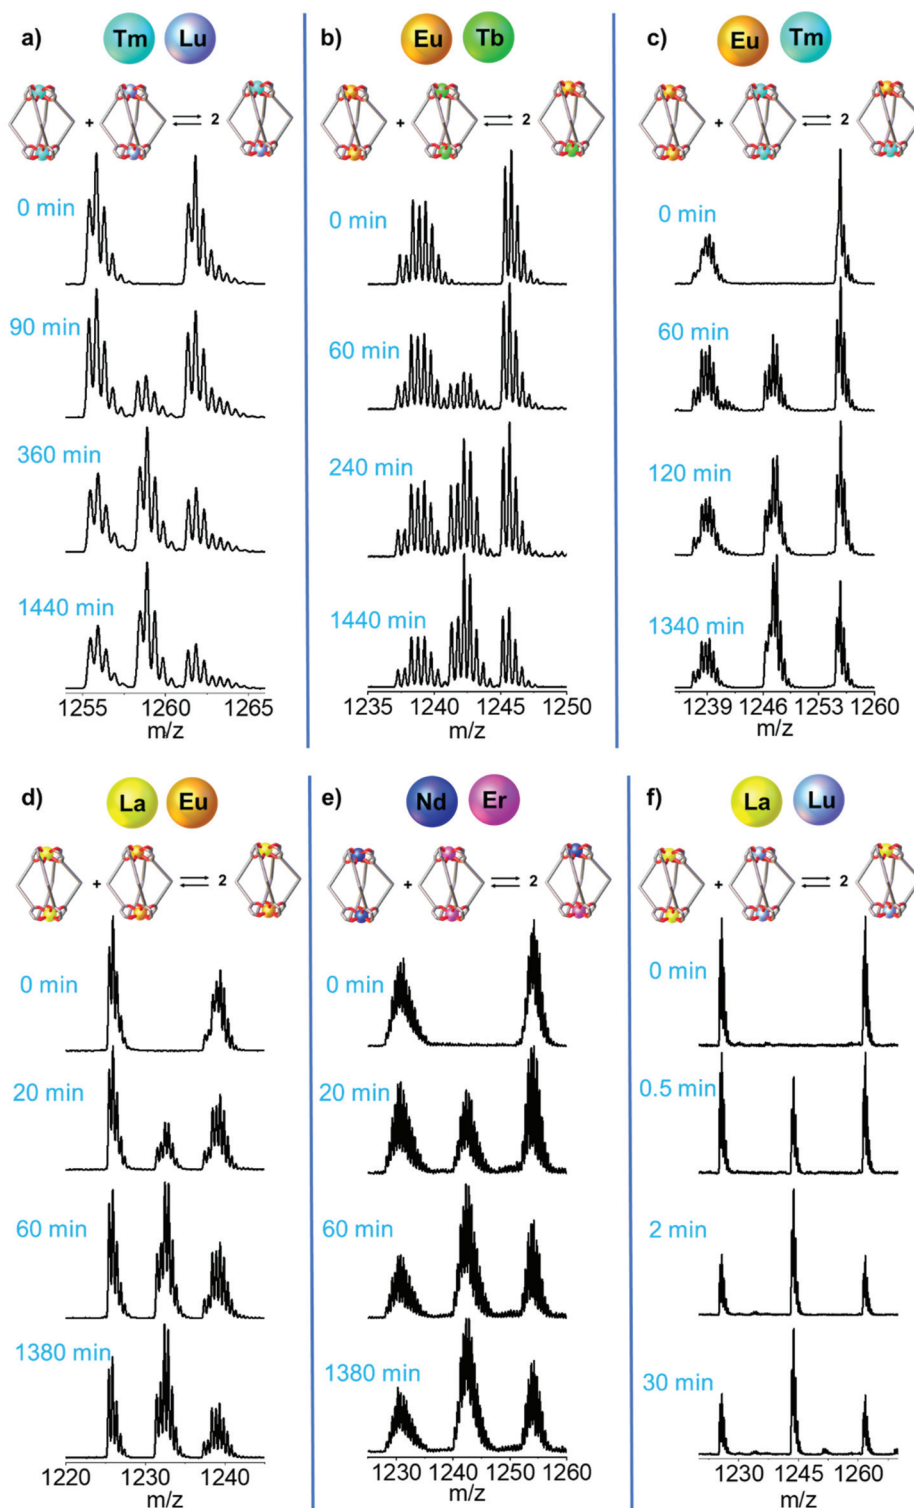 a) Tm Lu
+ 2
0 min
90 min
360 min
1440 min
1255 1260 1265
m/z
b) Eu Tb
+ 2
0 min
60 min
240 min
1440 min
1235 1240 1245 1250
m/z
c) Eu Tm
+ 2
0 min
60 min
120 min
1340 min
1239 1246 1253 1260
m/z
d) La Eu
+ 2
0 min
20 min
60 min
1380 min
1220 1230 1240
m/z
e) Nd Er
+ 2
0 min
20 min
60 min
1380 min
1230 1240 1250 1260
m/z
f) La Lu
+ 2
0 min
0.5 min
2 min
30 min
1230 1245 1260
m/z